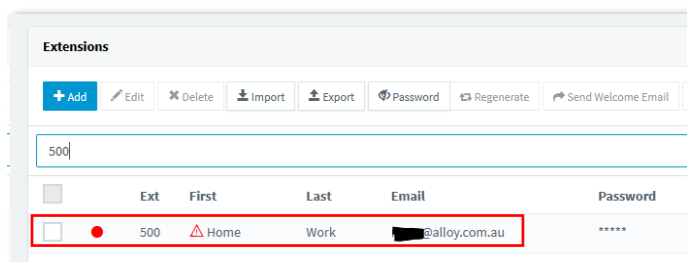 Extensions
Add Edit Delete Import Export Password Regenerate Send Welcome Email
500
Ext First Last Email Password
500 Home Work @alloy.com.au *****